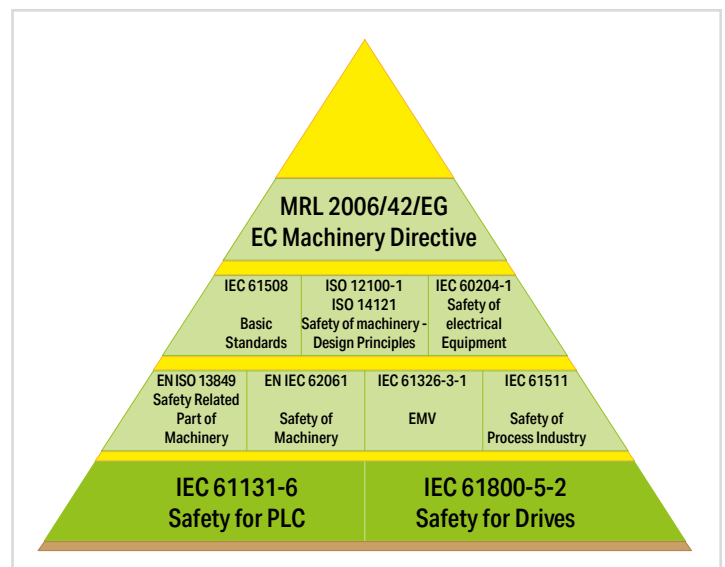 MRL 2006/42/EG
EC Machinery Directive
IEC 61508
Basic
Standards
ISO 12100-1
ISO 14121
Safety of machinery -
Design Principles
IEC 60204-1
Safety of
electrical
Equipment
EN ISO 13849
Safety Related
Part of
Machinery
EN IEC 62061
Safety of
Machinery
IEC 61326-3-1
EMV
IEC 61511
Safety of
Process Industry
IEC 61131-6
Safety for PLC
IEC 61800-5-2
Safety for Drives